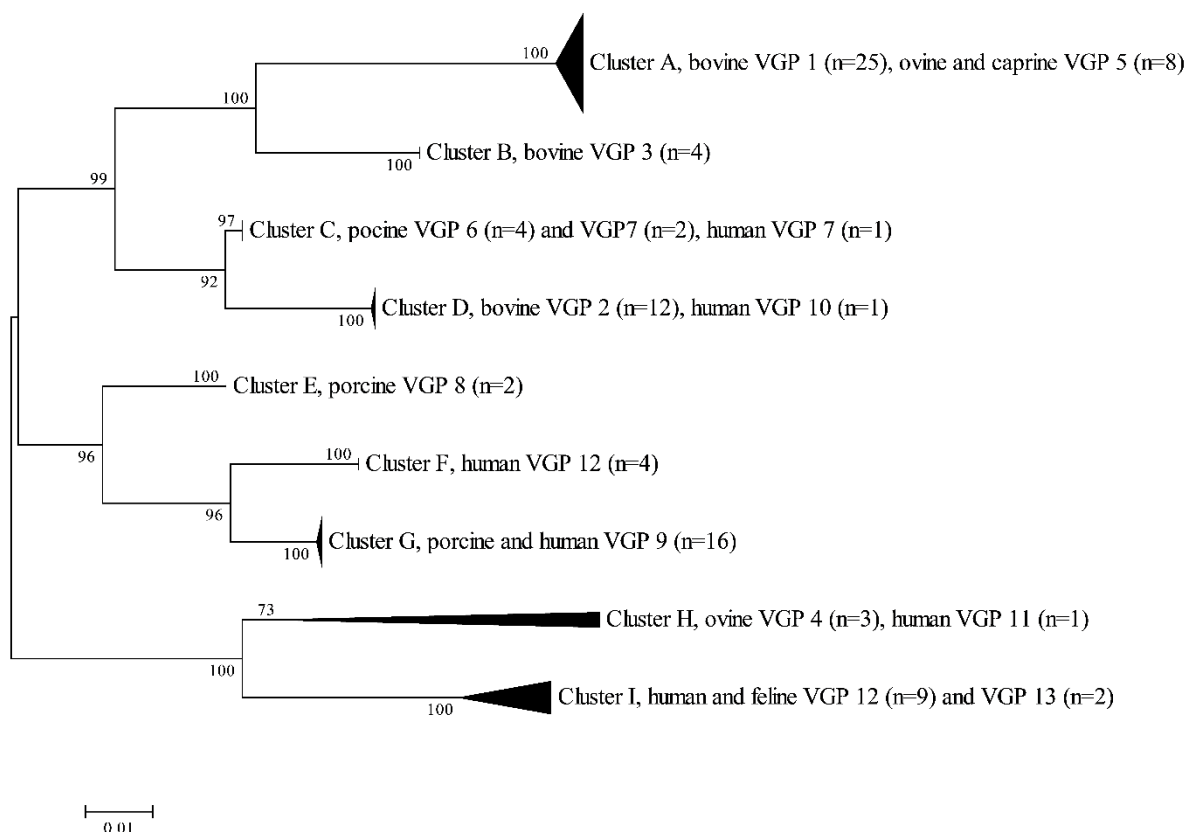 100
Cluster A, bovine VGP 1 (n=25), ovine and caprine VGP 5 (n=8)
100
100
Cluster B, bovine VGP 3 (n=4)
99
97
Cluster C, pocine VGP 6 (n=4) and VGP7 (n=2), human VGP 7 (n=1)
92
100
Cluster D, bovine VGP 2 (n=12), human VGP 10 (n=1)
100
Cluster E, porcine VGP 8 (n=2)
96
100
Cluster F, human VGP 12 (n=4)
96
100
Cluster G, porcine and human VGP 9 (n=16)
73
Cluster H, ovine VGP 4 (n=3), human VGP 11 (n=1)
100
100
Cluster I, human and feline VGP 12 (n=9) and VGP 13 (n=2)
0.01